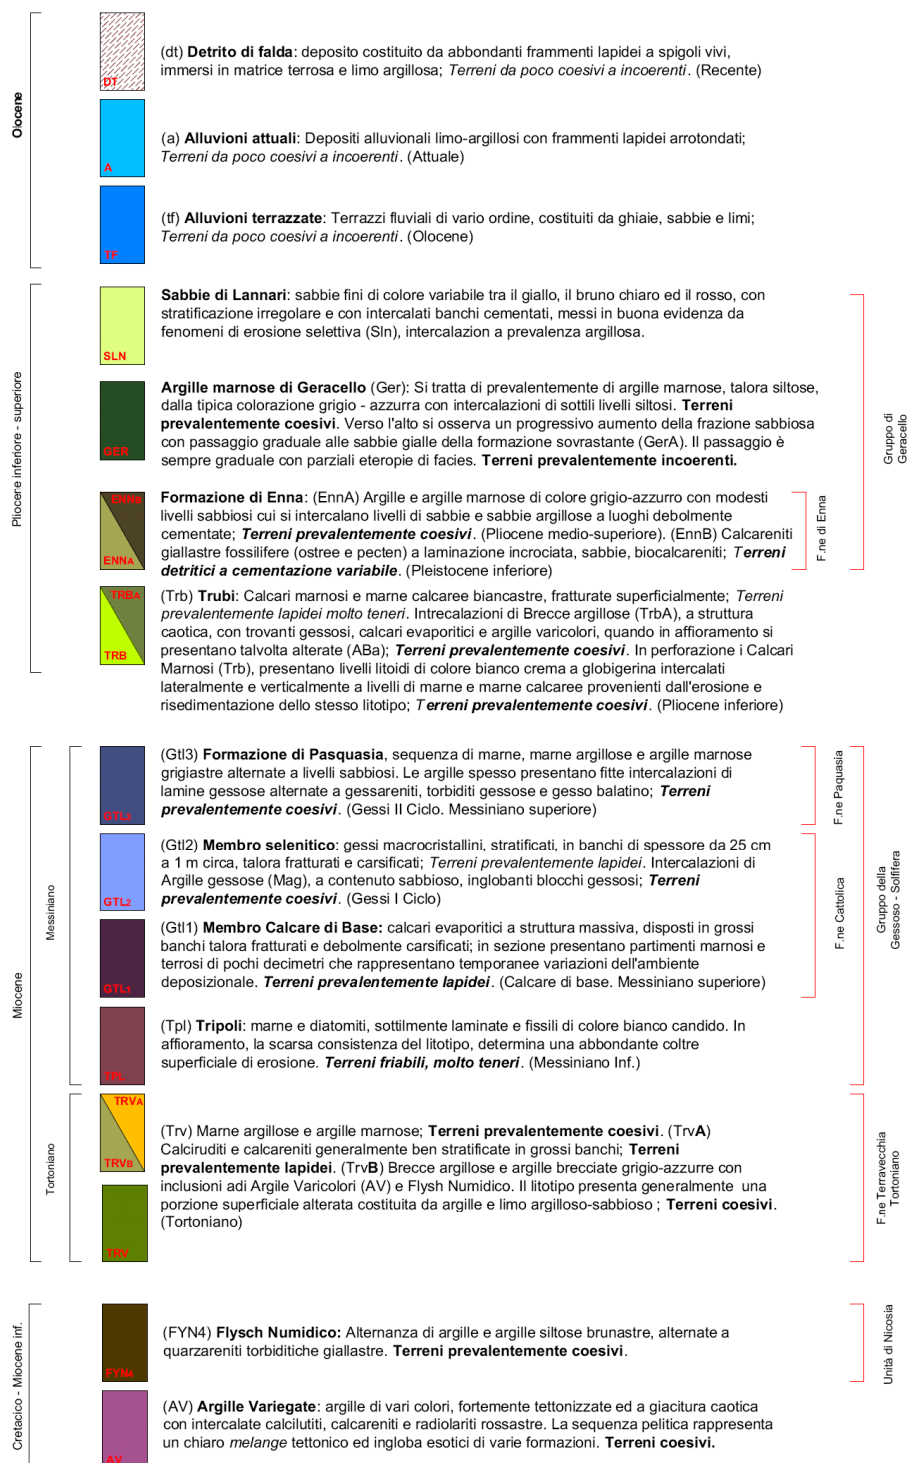 Olocene
DT
(dt) Detrito di falda: deposito costituito da abbondanti frammenti lapidei a spigoli vivi,
immersi in matrice terrosa e limo argillosa; Terreni da poco coesivi a incoerenti. (Recente)
A
(a) Alluvioni attuali: Depositi alluvionali limo-argillosi con frammenti lapidei arrotondati;
Terreni da poco coesivi a incoerenti. (Attuale)
TF
(tf) Alluvioni terrazzate: Terrazzi fluviali di vario ordine, costituiti da ghiaie, sabbie e limi;
Terreni da poco coesivi a incoerenti. (Olocene)
Pliocene inferiore - superiore
SLN
Sabbie di Lannari: sabbie fini di colore variabile tra il giallo, il bruno chiaro ed il rosso, con
stratificazione irregolare e con intercalati banchi cementati, messi in buona evidenza da
fenomeni di erosione selettiva (Sln), intercalazion a prevalenza argillosa.
GER
Argille marnose di Geracello (Ger): Si tratta di prevalentemente di argille marnose, talora siltose,
dalla tipica colorazione grigio - azzurra con intercalazioni di sottili livelli siltosi. Terreni
prevalentemente coesivi. Verso l'alto si osserva un progressivo aumento della frazione sabbiosa
con passaggio graduale alle sabbie gialle della formazione sovrastante (GerA). Il passaggio è
sempre graduale con parziali eteropie di facies. Terreni prevalentemente incoerenti.
Gruppo di
Geracello
ENNB
ENNA
Formazione di Enna: (EnnA) Argille e argille marnose di colore grigio-azzurro con modesti
livelli sabbiosi cui si intercalano livelli di sabbie e sabbie argillose a luoghi debolmente
cementate; Terreni prevalentemente coesivi. (Pliocene medio-superiore). (EnnB) Calcareniti
giallastre fossilifere (ostree e pecten) a laminazione incrociata, sabbie, biocalcareniti; Terreni
detritici a cementazione variabile. (Pleistocene inferiore)
F.ne di Enna
TRBA
TRB
(Trb) Trubi: Calcari marnosi e marne calcaree biancastre, fratturate superficialmente; Terreni
prevalentemente lapidei molto teneri. Intrecalazioni di Brecce argillose (TrbA), a struttura
caotica, con trovanti gessosi, calcari evaporitici e argille varicolori, quando in affioramento si
presentano talvolta alterate (ABa); Terreni prevalentemente coesivi. In perforazione i Calcari
Marnosi (Trb), presentano livelli litoidi di colore bianco crema a globigerina intercalati
lateralmente e verticalmente a livelli di marne e marne calcaree provenienti dall'erosione e
risedimentazione dello stesso litotipo; Terreni prevalentemente coesivi. (Pliocene inferiore)
Miocene
Messiniano
GTL3
(Gtl3) Formazione di Pasquasia, sequenza di marne, marne argillose e argille marnose
grigiastre alternate a livelli sabbiosi. Le argille spesso presentano fitte intercalazioni di
lamine gessose alternate a gessareniti, torbiditi gessose e gesso balatino; Terreni
prevalentemente coesivi. (Gessi II Ciclo. Messiniano superiore)
F.ne Paquasia
GTL2
(Gtl2) Membro selenitico: gessi macrocristallini, stratificati, in banchi di spessore da 25 cm
a 1 m circa, talora fratturati e carsificati; Terreni prevalentemente lapidei. Intercalazioni di
Argille gessose (Mag), a contenuto sabbioso, inglobanti blocchi gessosi; Terreni
prevalentemente coesivi. (Gessi I Ciclo)
F.ne Cattolica
Gruppo della
Gessoso - Solfifera
GTL1
(Gtl1) Membro Calcare di Base: calcari evaporitici a struttura massiva, disposti in grossi
banchi talora fratturati e debolmente carsificati; in sezione presentano partimenti marnosi e
terrosi di pochi decimetri che rappresentano temporanee variazioni dell'ambiente
deposizionale. Terreni prevalentemente lapidei. (Calcare di base. Messiniano superiore)
TPL
(Tpl) Tripoli: marne e diatomiti, sottilmente laminate e fissili di colore bianco candido. In
affioramento, la scarsa consistenza del litotipo, determina una abbondante coltre
superficiale di erosione. Terreni friabili, molto teneri. (Messiniano Inf.)
Tortoniano
TRVA
TRVB
TRV
(Trv) Marne argillose e argille marnose; Terreni prevalentemente coesivi. (TrvA)
Calciruditi e calcareniti generalmente ben stratificate in grossi banchi; Terreni
prevalentemente lapidei. (TrvB) Brecce argillose e argille brecciate grigio-azzurre con
inclusioni adi Argile Varicolori (AV) e Flysh Numidico. Il litotipo presenta generalmente una
porzione superficiale alterata costituita da argille e limo argilloso-sabbioso ; Terreni coesivi.
(Tortoniano)
F.ne Terravecchia
Tortoniano
Cretacico - Miocene inf.
FYN4
(FYN4) Flysch Numidico: Alternanza di argille e argille siltose brunastre, alternate a
quarzareniti torbiditiche giallastre. Terreni prevalentemente coesivi.
Unità di Nicosia
AV
(AV) Argille Variegate: argille di vari colori, fortemente tettonizzate ed a giacitura caotica
con intercalate calcilutiti, calcareniti e radiolariti rossastre. La sequenza pelitica rappresenta
un chiaro melange tettonico ed ingloba esotici di varie formazioni. Terreni coesivi.